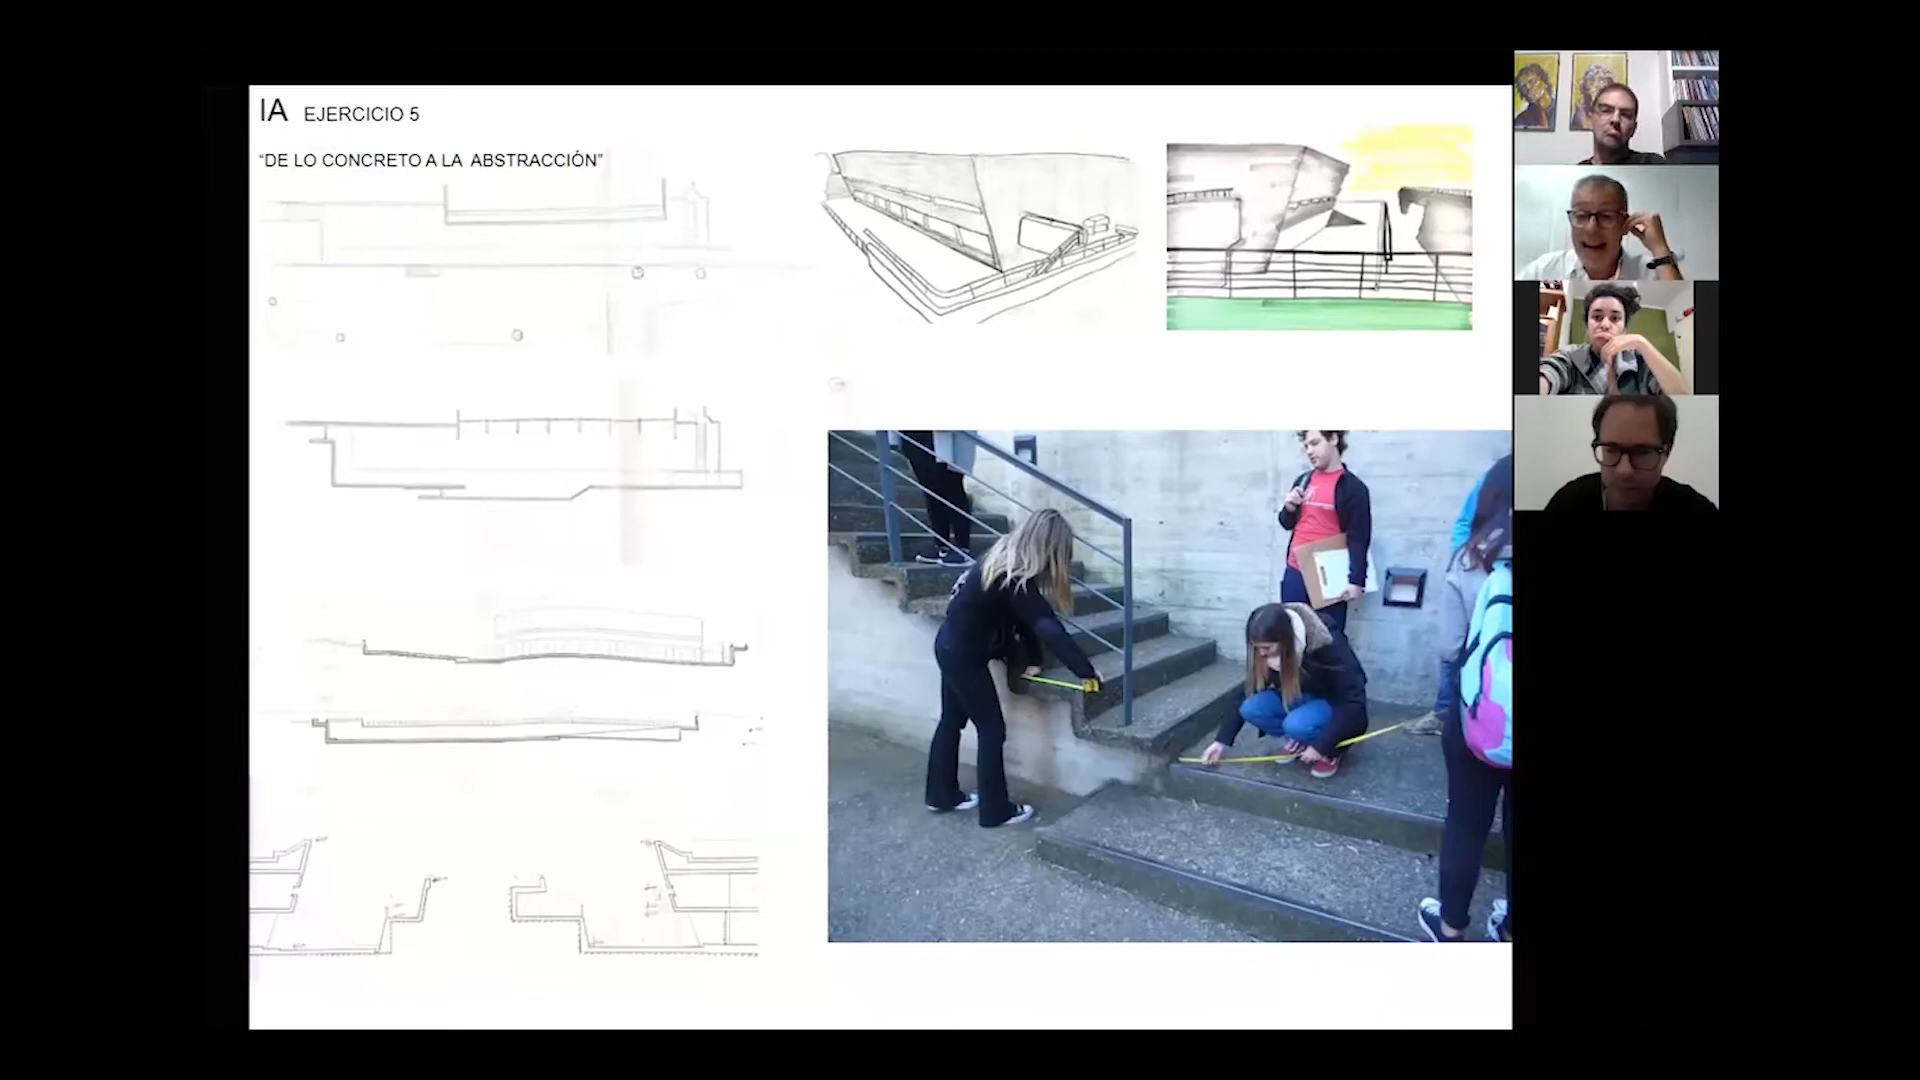 IA EJERCICIO 5
“DE LO CONCRETO A LA ABSTRACCIÓN”